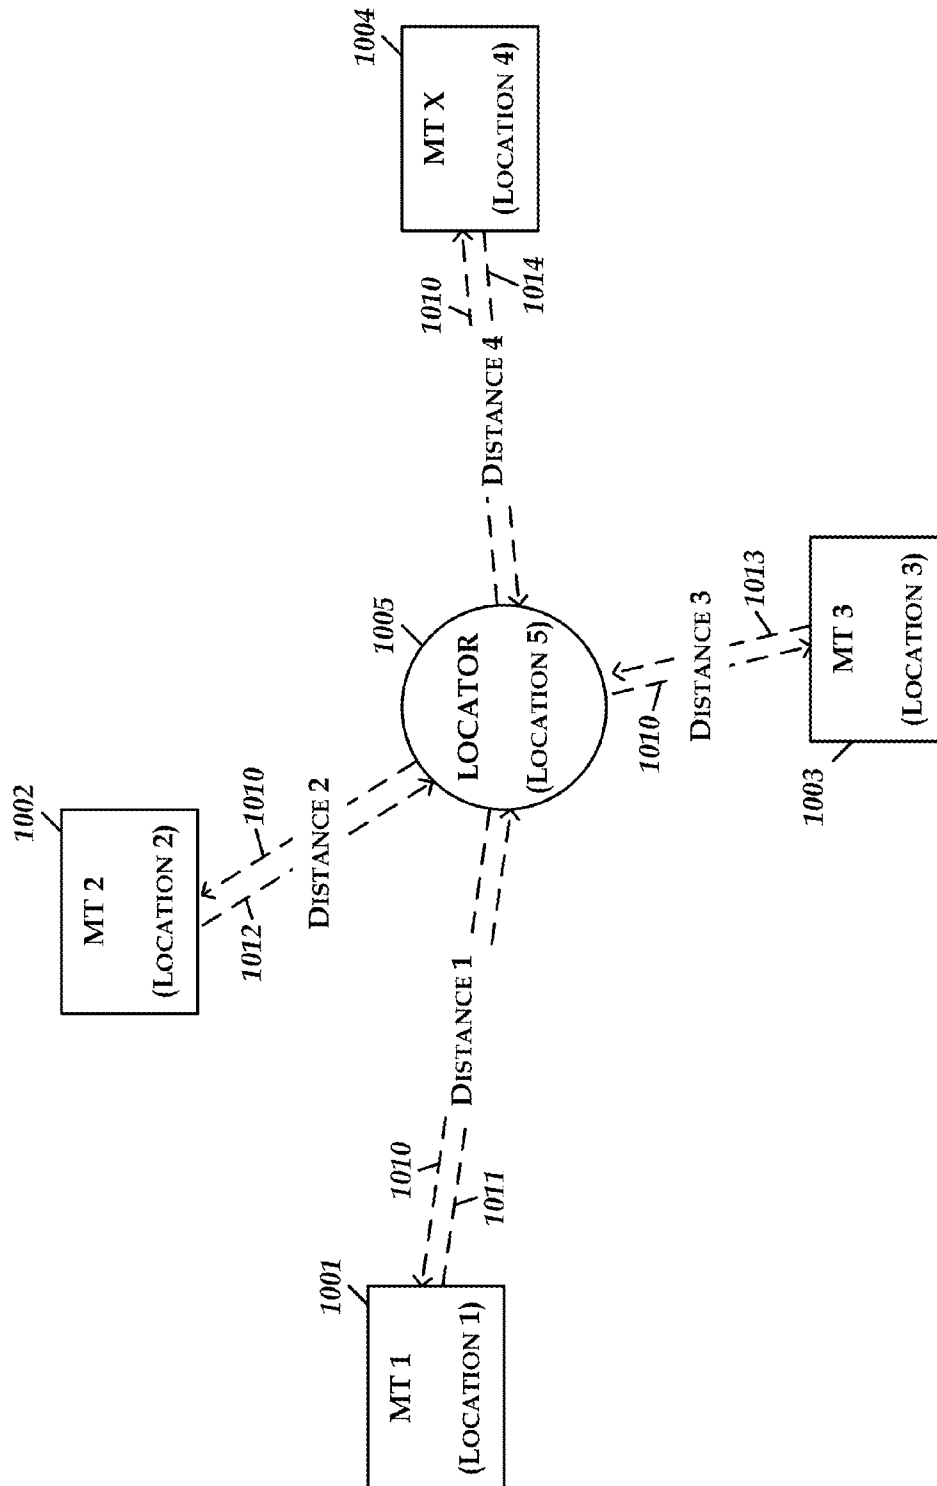 1002
MT 2
(LOCATION 2)
1012
1010
DISTANCE 2
1001
MT 1
(LOCATION 1)
1010
1011
DISTANCE 1
1005
LOCATOR
(LOCATION 5)
DISTANCE 4
1010
1014
1004
MT X
(LOCATION 4)
1010
DISTANCE 3
1013
1003
MT 3
(LOCATION 3)